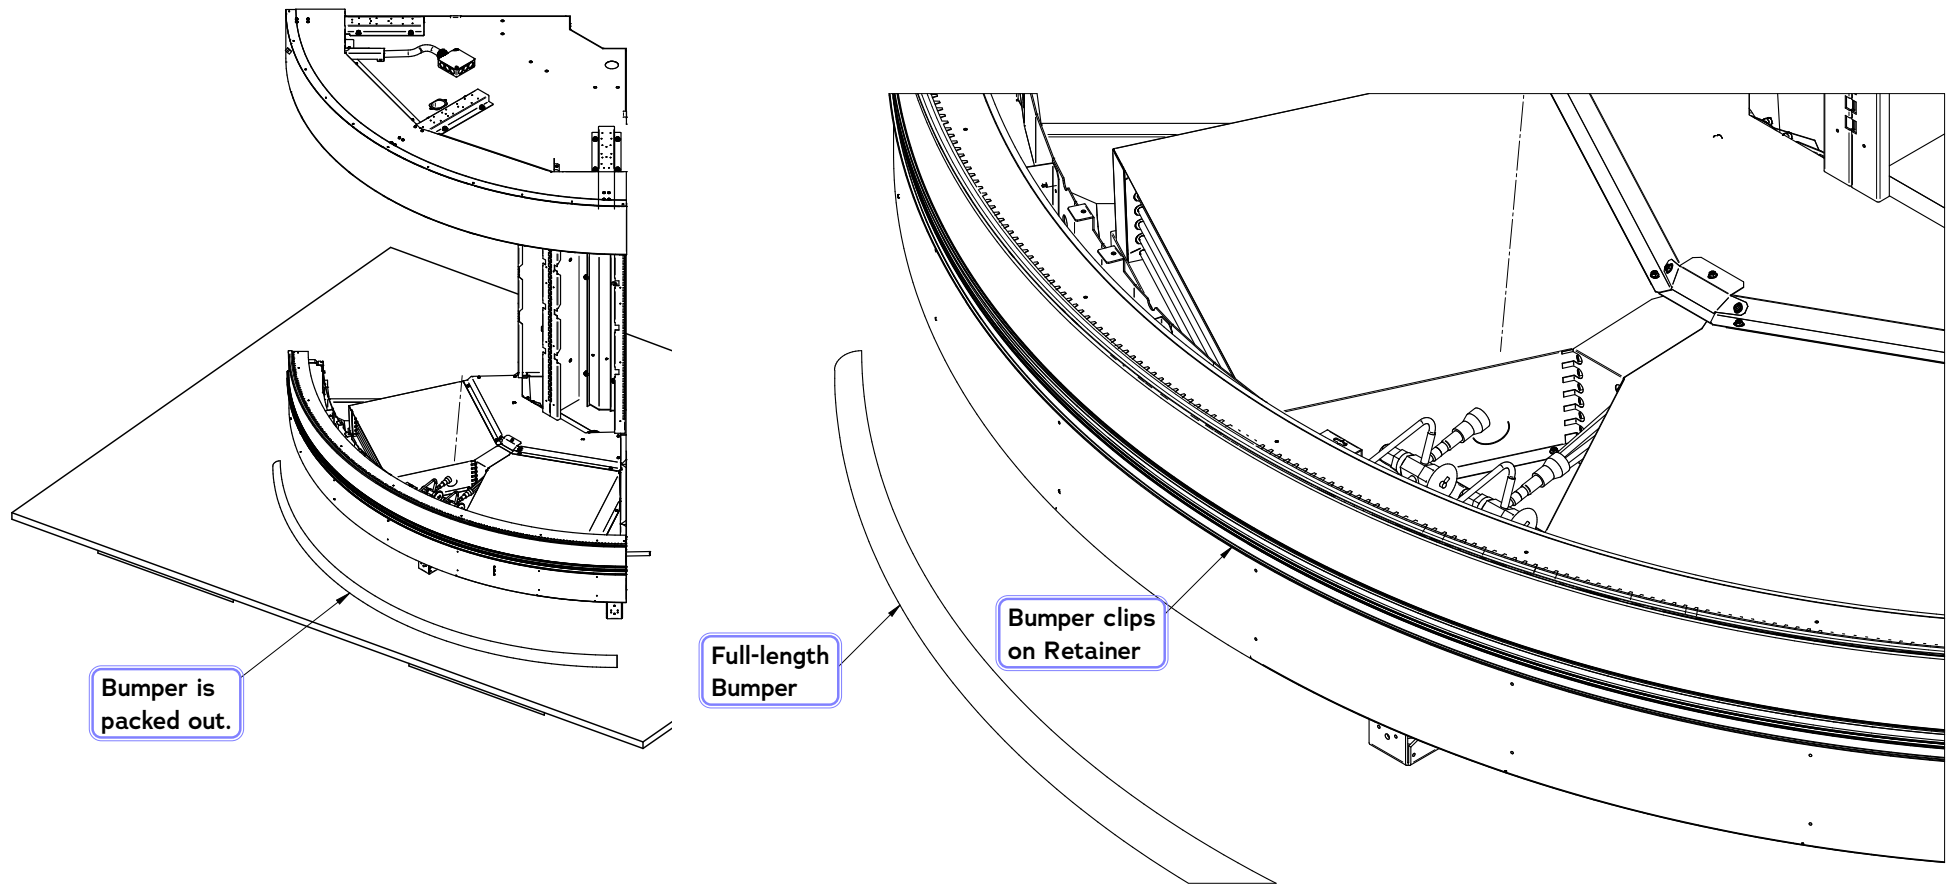 Bumper is
packed out.
Full-length
Bumper
Bumper clips
on Retainer